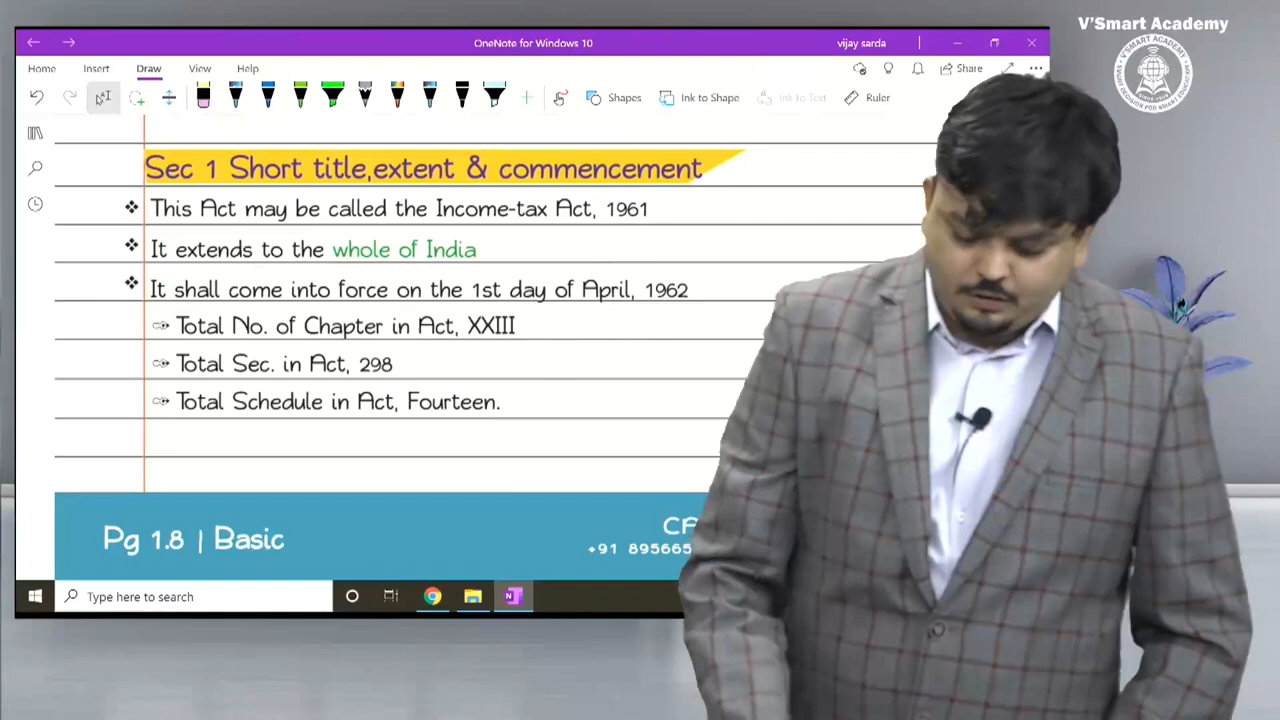 V'Smart Academy
OneNote for Windows 10
vijay sarda
Home Insert Draw View Help
Share
Shapes Ink to Shape Ink to Text Ruler
Sec 1 Short title,extent & commencement
❖ This Act may be called the Income-tax Act, 1961
❖ It extends to the whole of India
❖ It shall come into force on the 1st day of April, 1962
Total No. of Chapter in Act, XXIII
Total Sec. in Act, 298
Total Schedule in Act, Fourteen.
Pg 1.8 | Basic
+91 89566
Type here to search